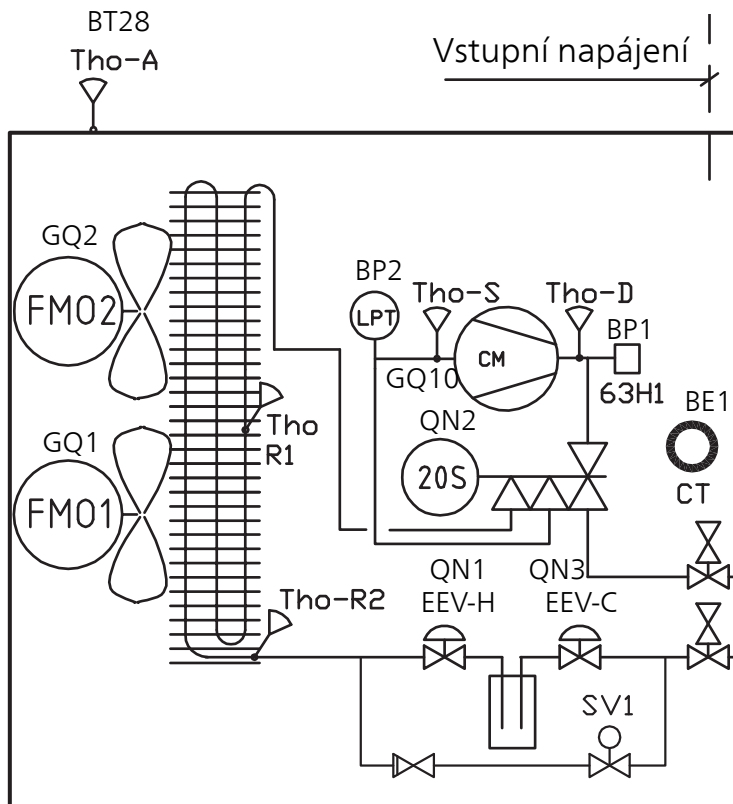 BT28
Tho-A
Vstupní napájení
GQ2
FM02
BP2
LPT
Tho-S
Tho-D
CM
BP1
GQ10
63H1
Tho
R1
QN2
20S
BE1
CT
GQ1
FM01
QN1
EEV-H
QN3
EEV-C
Tho-R2
SV1